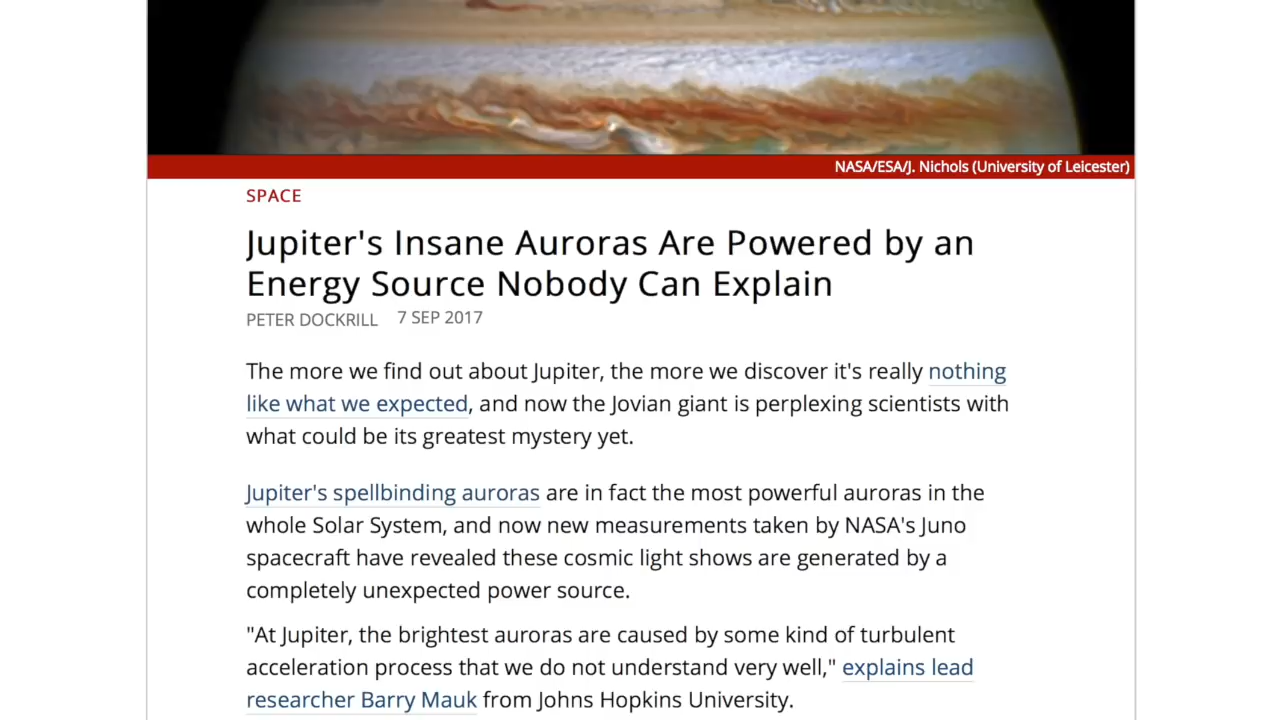 NASA/ESA/J. Nichols (University of Leicester)
SPACE
Jupiter's Insane Auroras Are Powered by an
Energy Source Nobody Can Explain
PETER DOCKRILL 7 SEP 2017
The more we find out about Jupiter, the more we discover it's really nothing
like what we expected, and now the Jovian giant is perplexing scientists with
what could be its greatest mystery yet.
Jupiter's spellbinding auroras are in fact the most powerful auroras in the
whole Solar System, and now new measurements taken by NASA's Juno
spacecraft have revealed these cosmic light shows are generated by a
completely unexpected power source.
"At Jupiter, the brightest auroras are caused by some kind of turbulent
acceleration process that we do not understand very well," explains lead
researcher Barry Mauk from Johns Hopkins University.